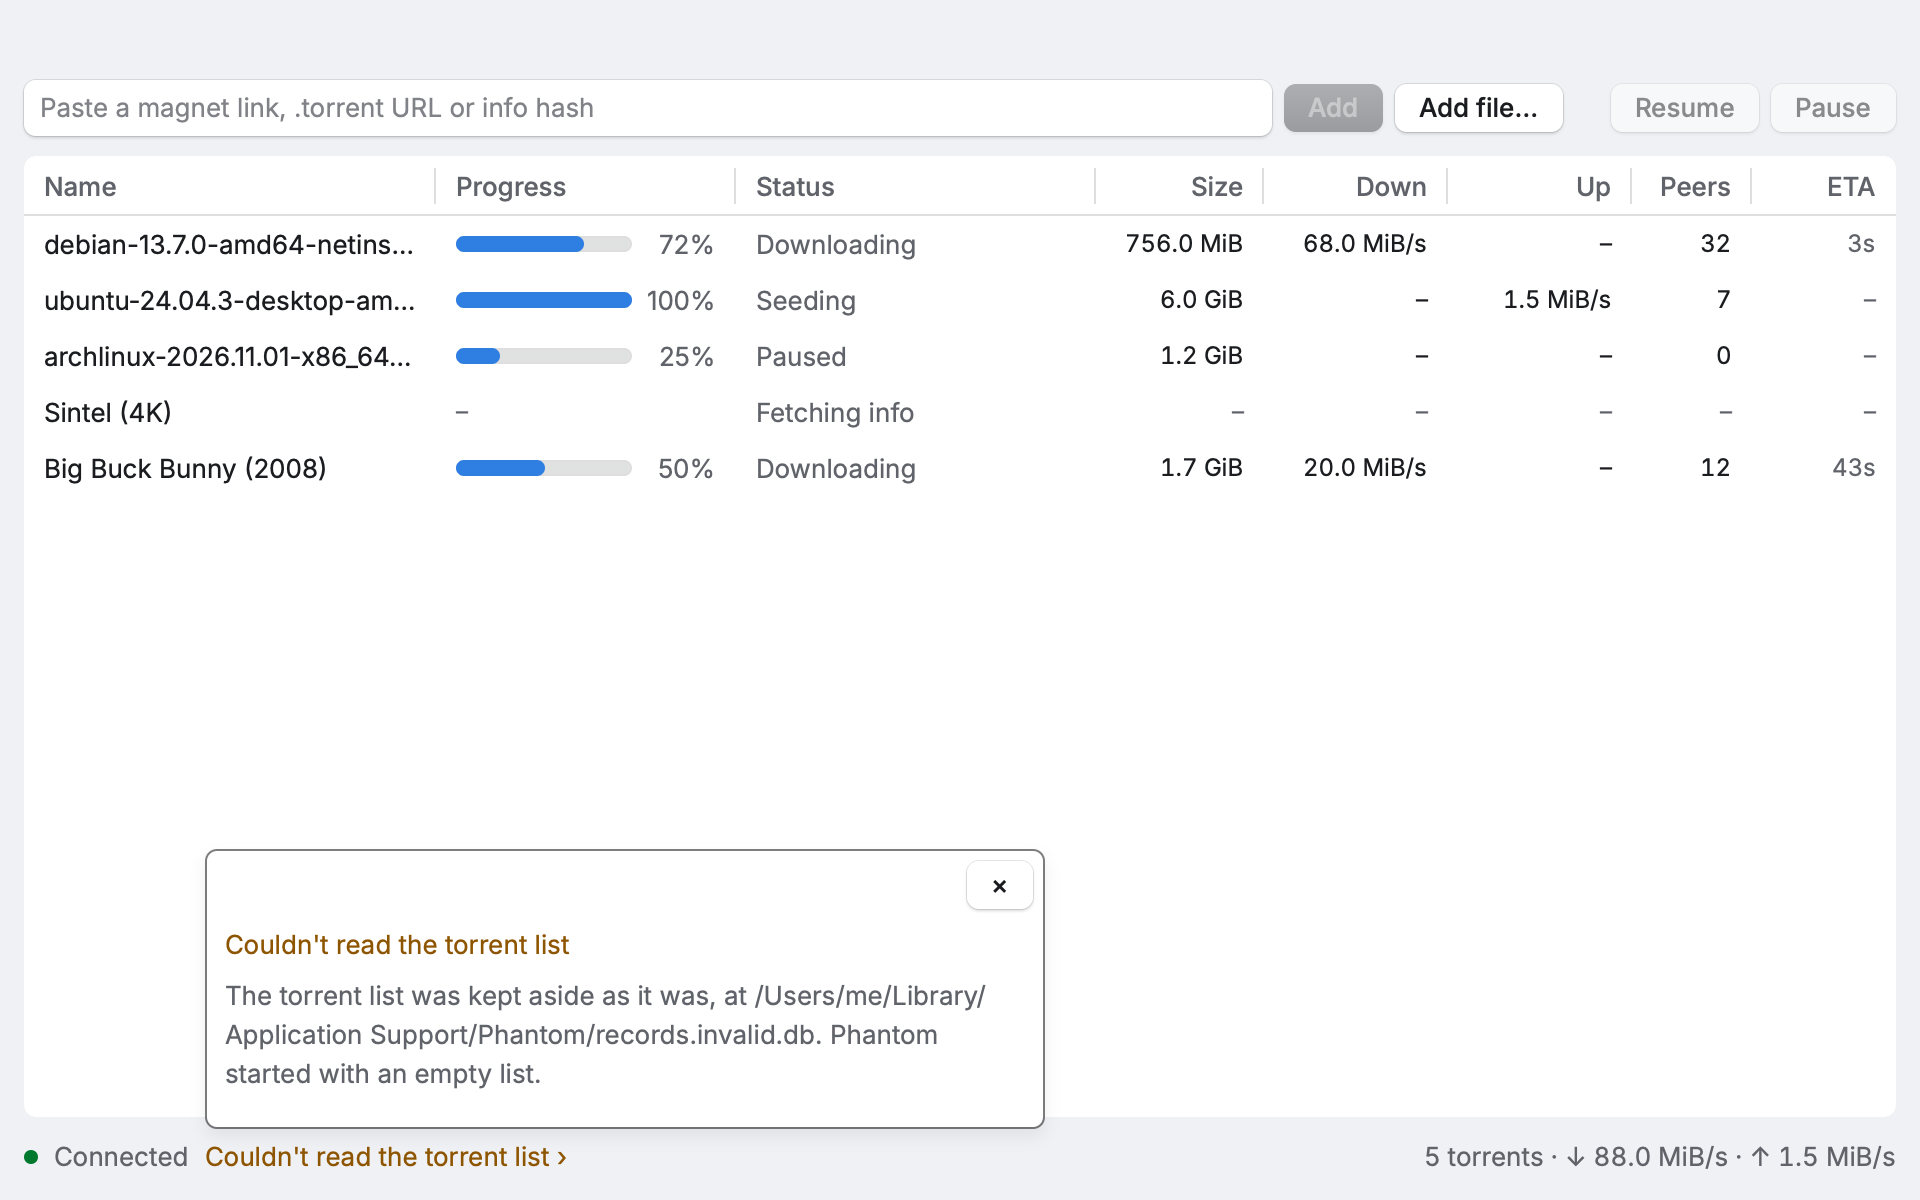 Paste a magnet link, .torrent URL or info hash
Add
Add file...
Resume
Pause
Name Progress Status Size Down Up Peers ETA
debian-13.7.0-amd64-netins... 72% Downloading 756.0 MiB 68.0 MiB/s – 32 3s
ubuntu-24.04.3-desktop-am... 100% Seeding 6.0 GiB – 1.5 MiB/s 7 –
archlinux-2026.11.01-x86_64... 25% Paused 1.2 GiB – – 0 –
Sintel (4K) – Fetching info – – – – –
Big Buck Bunny (2008) 50% Downloading 1.7 GiB 20.0 MiB/s – 12 43s
×
Couldn't read the torrent list
The torrent list was kept aside as it was, at /Users/me/Library/
Application Support/Phantom/records.invalid.db. Phantom
started with an empty list.
Connected Couldn't read the torrent list ›
5 torrents · ↓ 88.0 MiB/s · ↑ 1.5 MiB/s